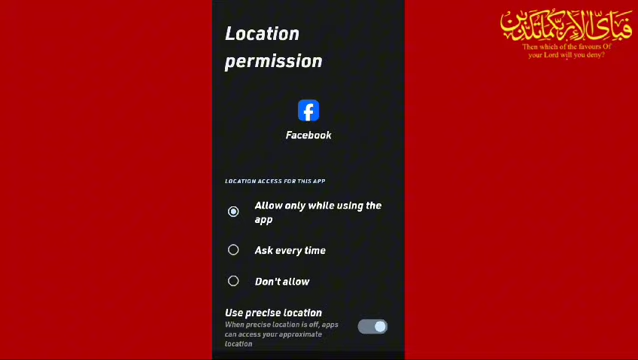 Location
permission
فبأي آلاء ربكما تكذبان
Then which of the favours Of
your Lord will you deny?
Facebook
LOCATION ACCESS FOR THIS APP
Allow only while using the
app
Ask every time
Don't allow
Use precise location
When precise location is off, apps
can access your approximate
location